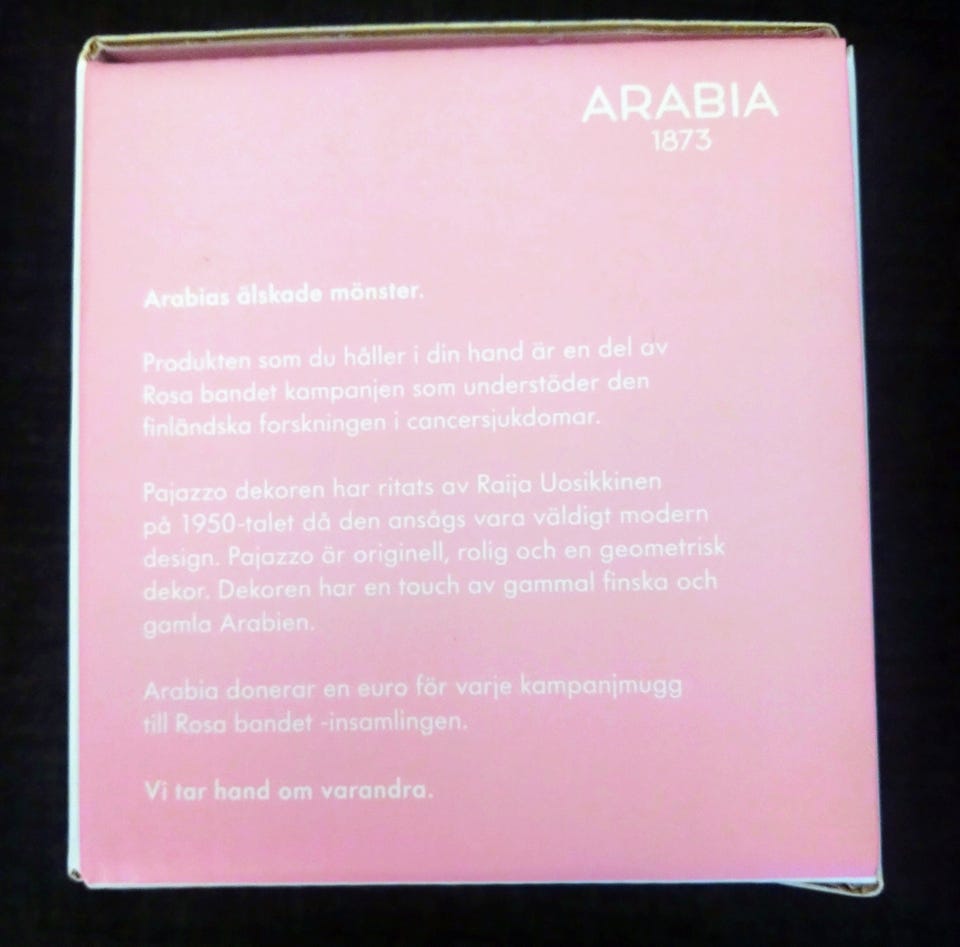 ARABIA
1873
Arabias älskade mönster.
Produkten som du håller i din hand är en del av
Rosa bandet kampanjen som understöder den
finländska forskningen i cancersjukdomar.
Pajazzo dekoren har ritats av Raija Uosikkinen
på 1950-talet då den ansågs vara väldigt modern
design. Pajazzo är originell, rolig och en geometrisk
dekor. Dekoren har en touch av gammal finska och
gamla Arabien.
Arabia donerar en euro för varje kampanjmugg
till Rosa bandet -insamlingen.
Vi tar hand om varandra.